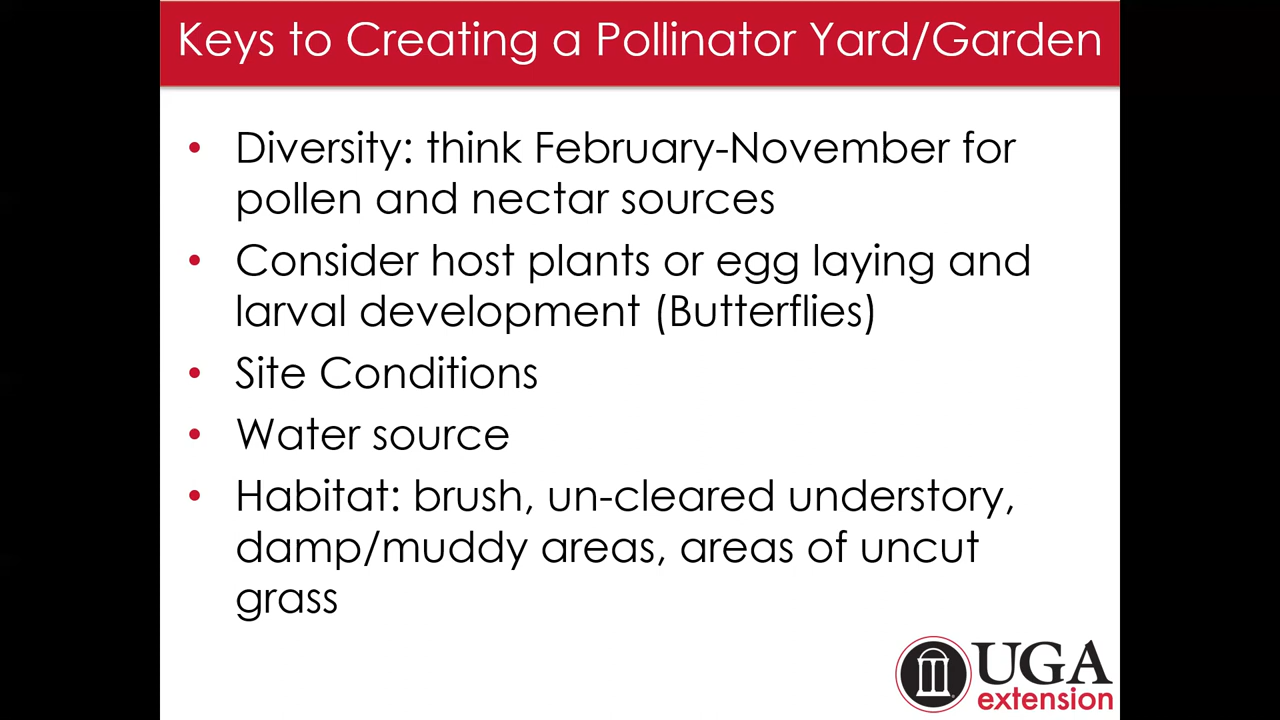 Keys to Creating a Pollinator Yard/Garden
• Diversity: think February-November for
pollen and nectar sources
• Consider host plants or egg laying and
larval development (Butterflies)
• Site Conditions
• Water source
• Habitat: brush, un-cleared understory,
damp/muddy areas, areas of uncut
grass
UGA
extension